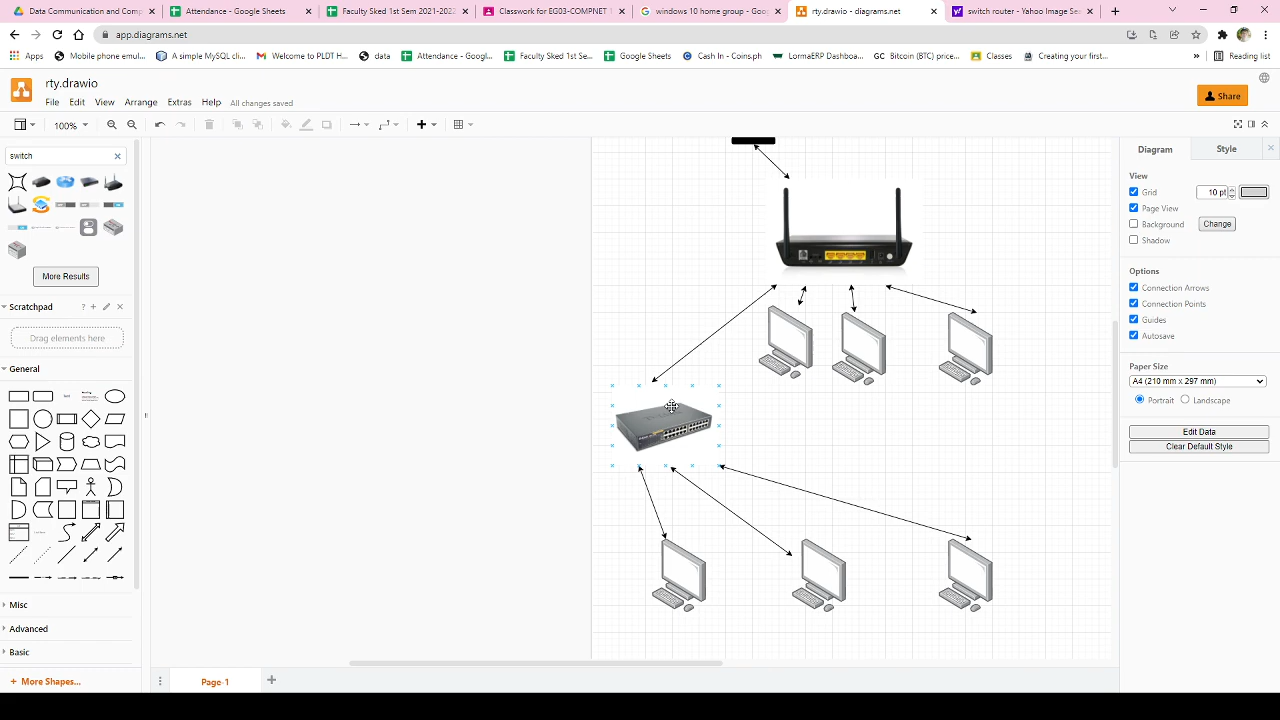 Data Communication and Comp
Attendance - Google Sheets
Faculty Sked 1st Sem 2021-2022
Classwork for EG03-COMPNET 1
windows 10 home group - Goog
rty.drawio - diagrams.net
switch router - Yahoo Image Se
app.diagrams.net
Apps
Mobile phone emul...
A simple MySQL cli...
Welcome to PLDT H...
data
Attendance - Googl...
Faculty Sked 1st Se...
Google Sheets
Cash In - Coins.ph
LormaERP Dashboa...
Bitcoin (BTC) price...
Classes
Creating your first...
Reading list
rty.drawio
File Edit View Arrange Extras Help All changes saved
Share
100%
switch
More Results
Scratchpad
Drag elements here
General
Misc
Advanced
Basic
+ More Shapes...
Page-1
Diagram Style
View
Grid 10 pt
Page View
Background Change
Shadow
Options
Connection Arrows
Connection Points
Guides
Autosave
Paper Size
A4 (210 mm x 297 mm)
Portrait Landscape
Edit Data
Clear Default Style